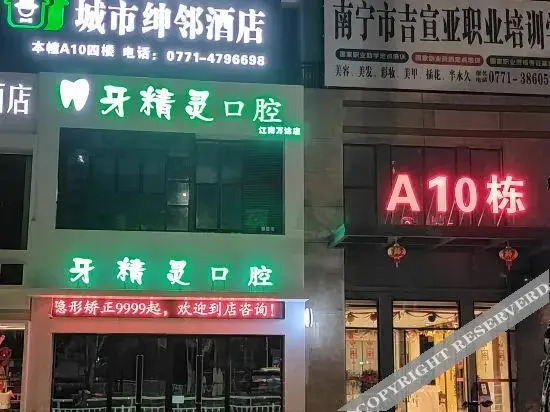 城市绅邻酒店
本幢A10四楼 电话：0771-4796698
南宁市吉宣亚职业培训
美容、美发、彩妆、美甲、插花、半永久
0771-38605
酒店
牙精灵口腔
江南万达店
A10栋
牙精灵口腔
隐形矫正9999起，欢迎到店咨询！
COPYRIGHT RESERVED